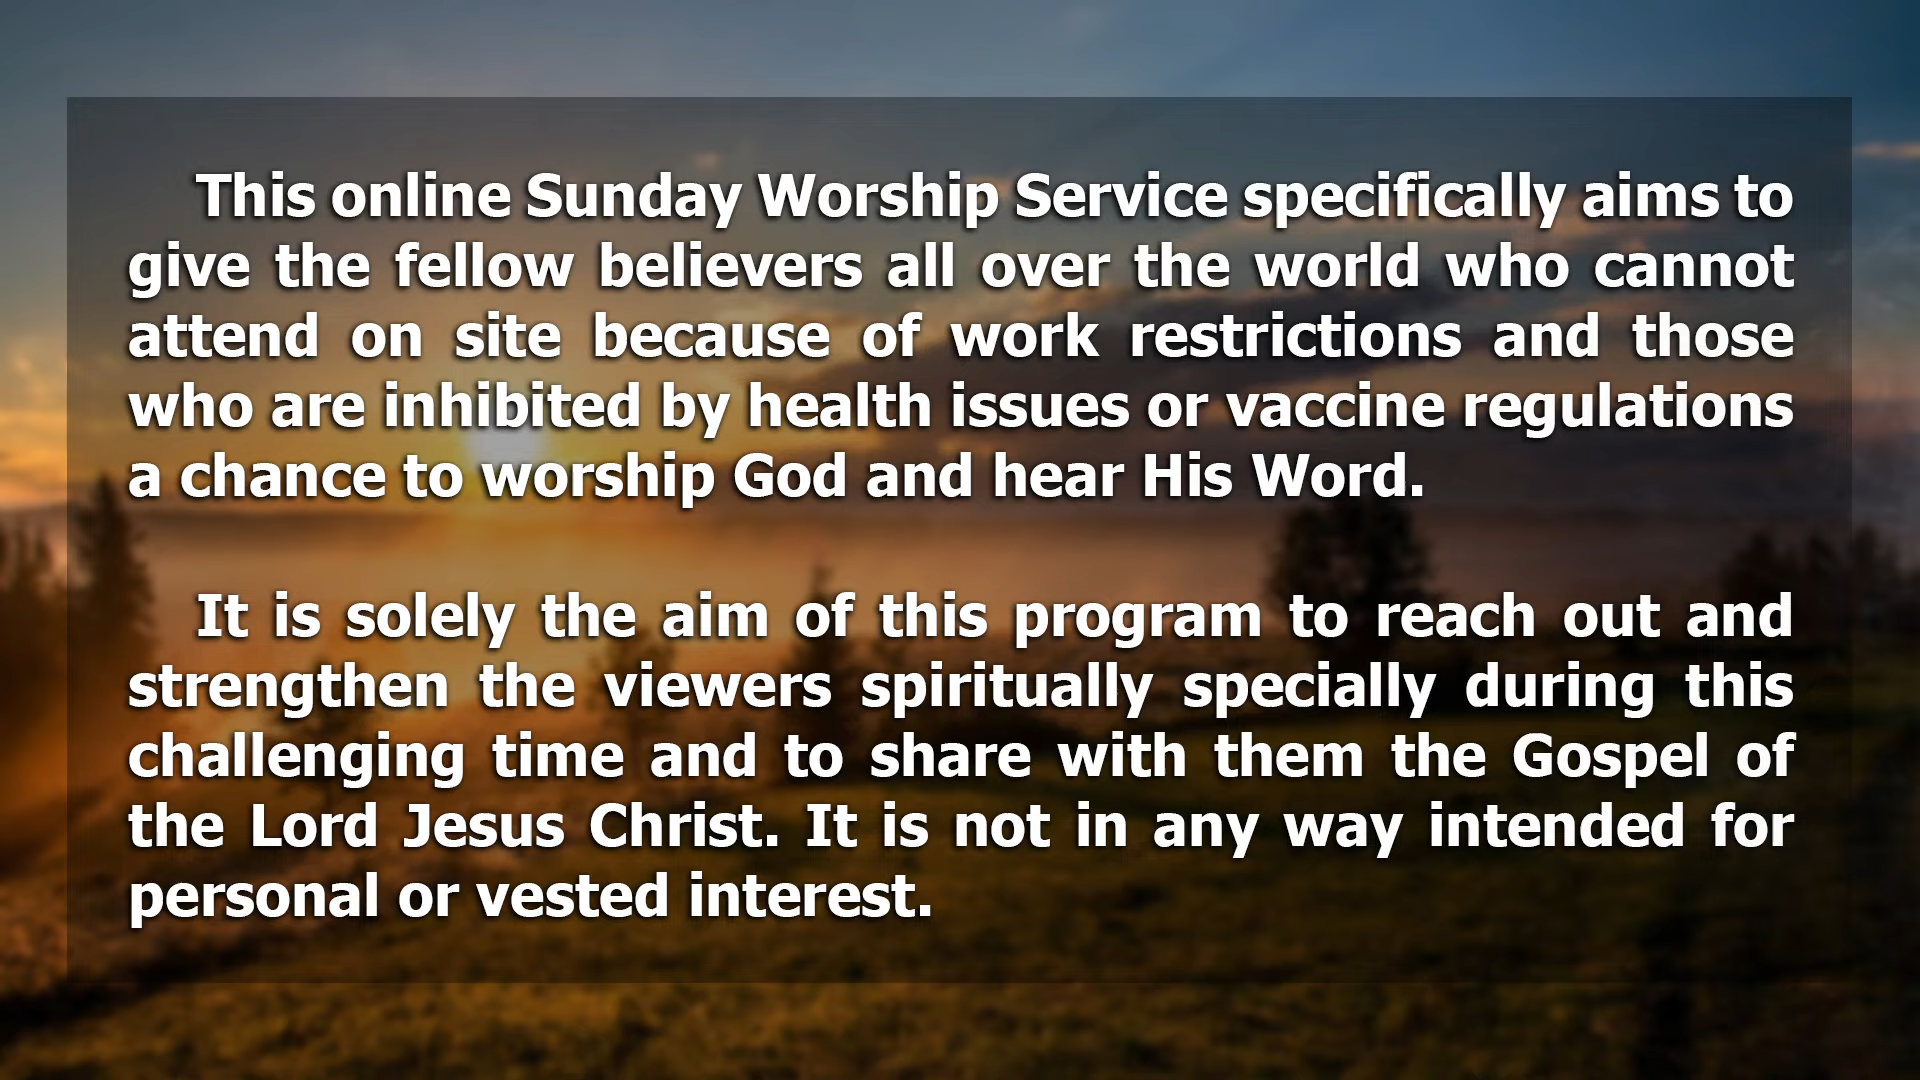 This online Sunday Worship Service specifically aims to
give the fellow believers all over the world who cannot
attend on site because of work restrictions and those
who are inhibited by health issues or vaccine regulations
a chance to worship God and hear His Word.
It is solely the aim of this program to reach out and
strengthen the viewers spiritually specially during this
challenging time and to share with them the Gospel of
the Lord Jesus Christ. It is not in any way intended for
personal or vested interest.